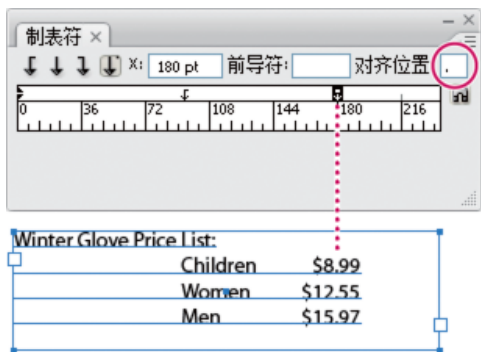 制表符 ×
X: 180 pt 前导符: 对齐位置 .
0 36 72 108 144 180 216
Winter Glove Price List:
Children $8.99
Women $12.55
Men $15.97